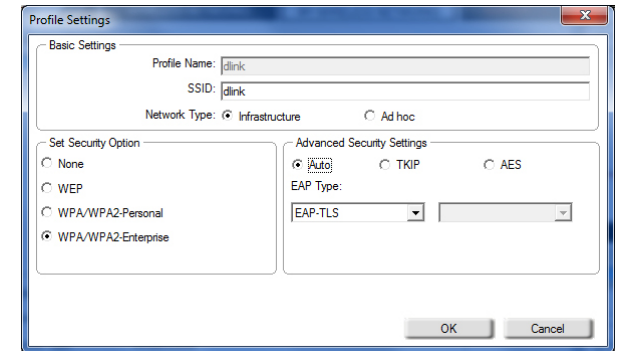 Profile Settings
Basic Settings
Profile Name: dlink
SSID: dlink
Network Type: Infrastructure Ad hoc
Set Security Option
None
WEP
WPA/WPA2-Personal
WPA/WPA2-Enterprise
Advanced Security Settings
Auto TKIP AES
EAP Type:
EAP-TLS
OK Cancel